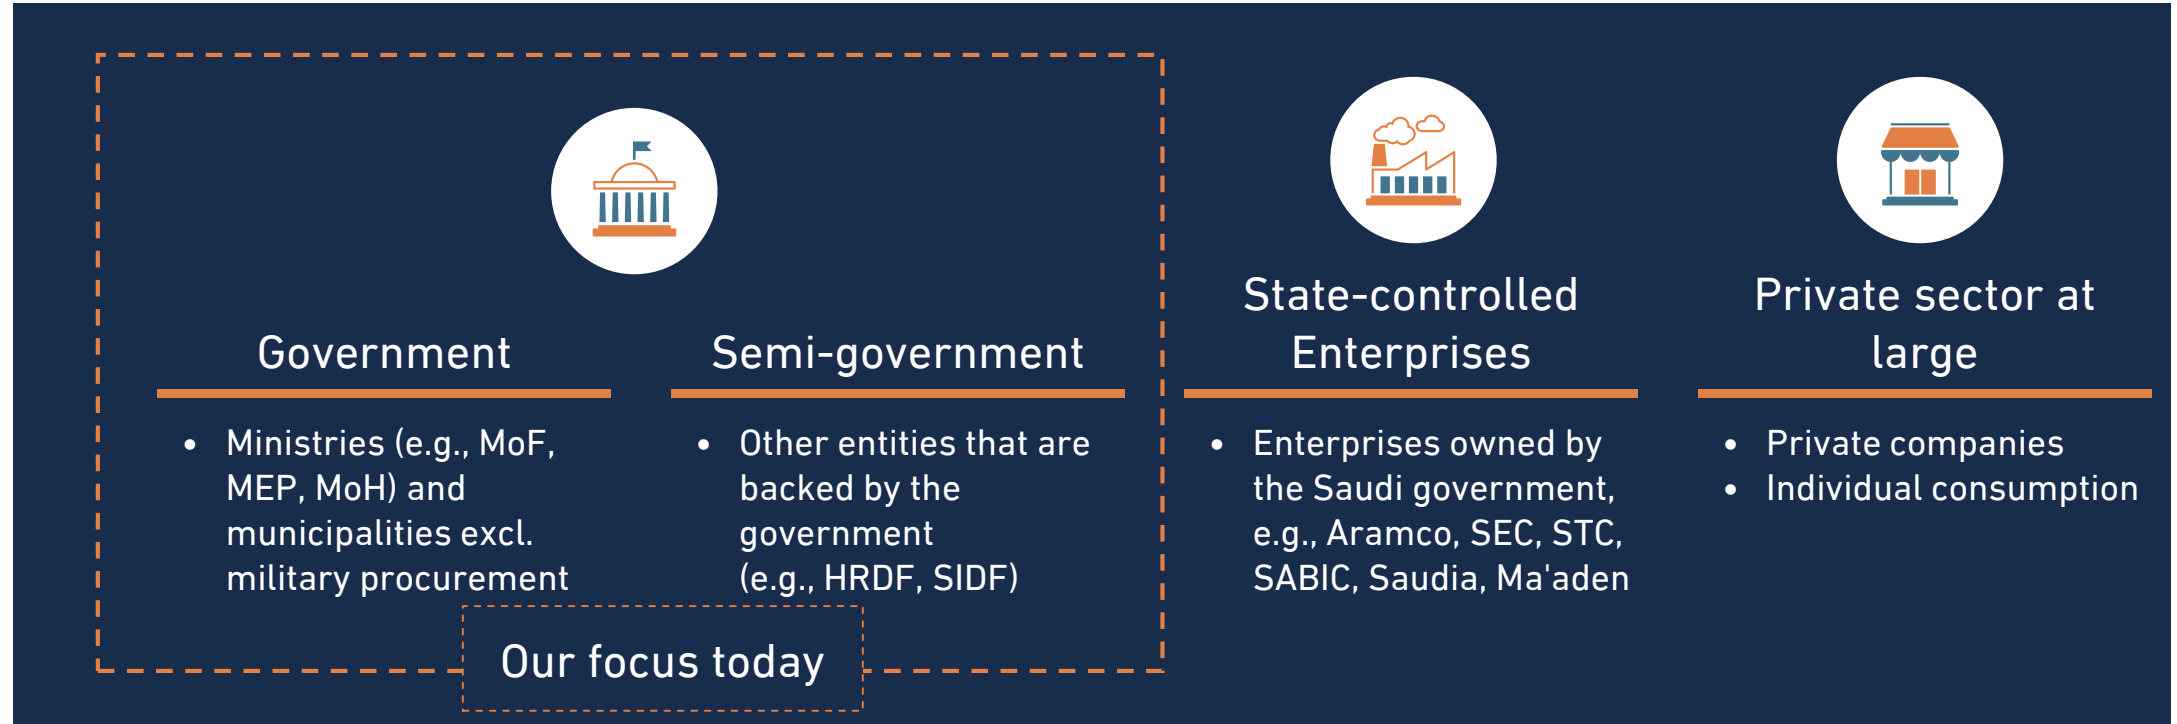 Government
• Ministries (e.g., MoF,
MEP, MoH) and
municipalities excl.
military procurement
Semi-government
• Other entities that are
backed by the
government
(e.g., HRDF, SIDF)
Our focus today
State-controlled
Enterprises
• Enterprises owned by
the Saudi government,
e.g., Aramco, SEC, STC,
SABIC, Saudia, Ma'aden
Private sector at
large
• Private companies
• Individual consumption